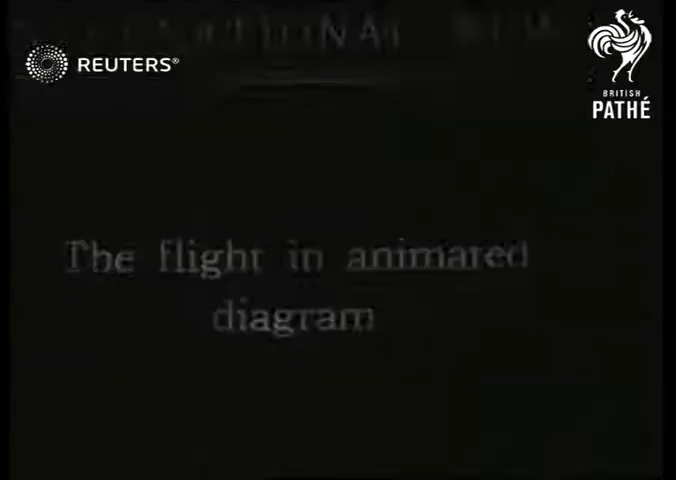 REUTERS®
BRITISH
PATHÉ
The flight in animated
diagram